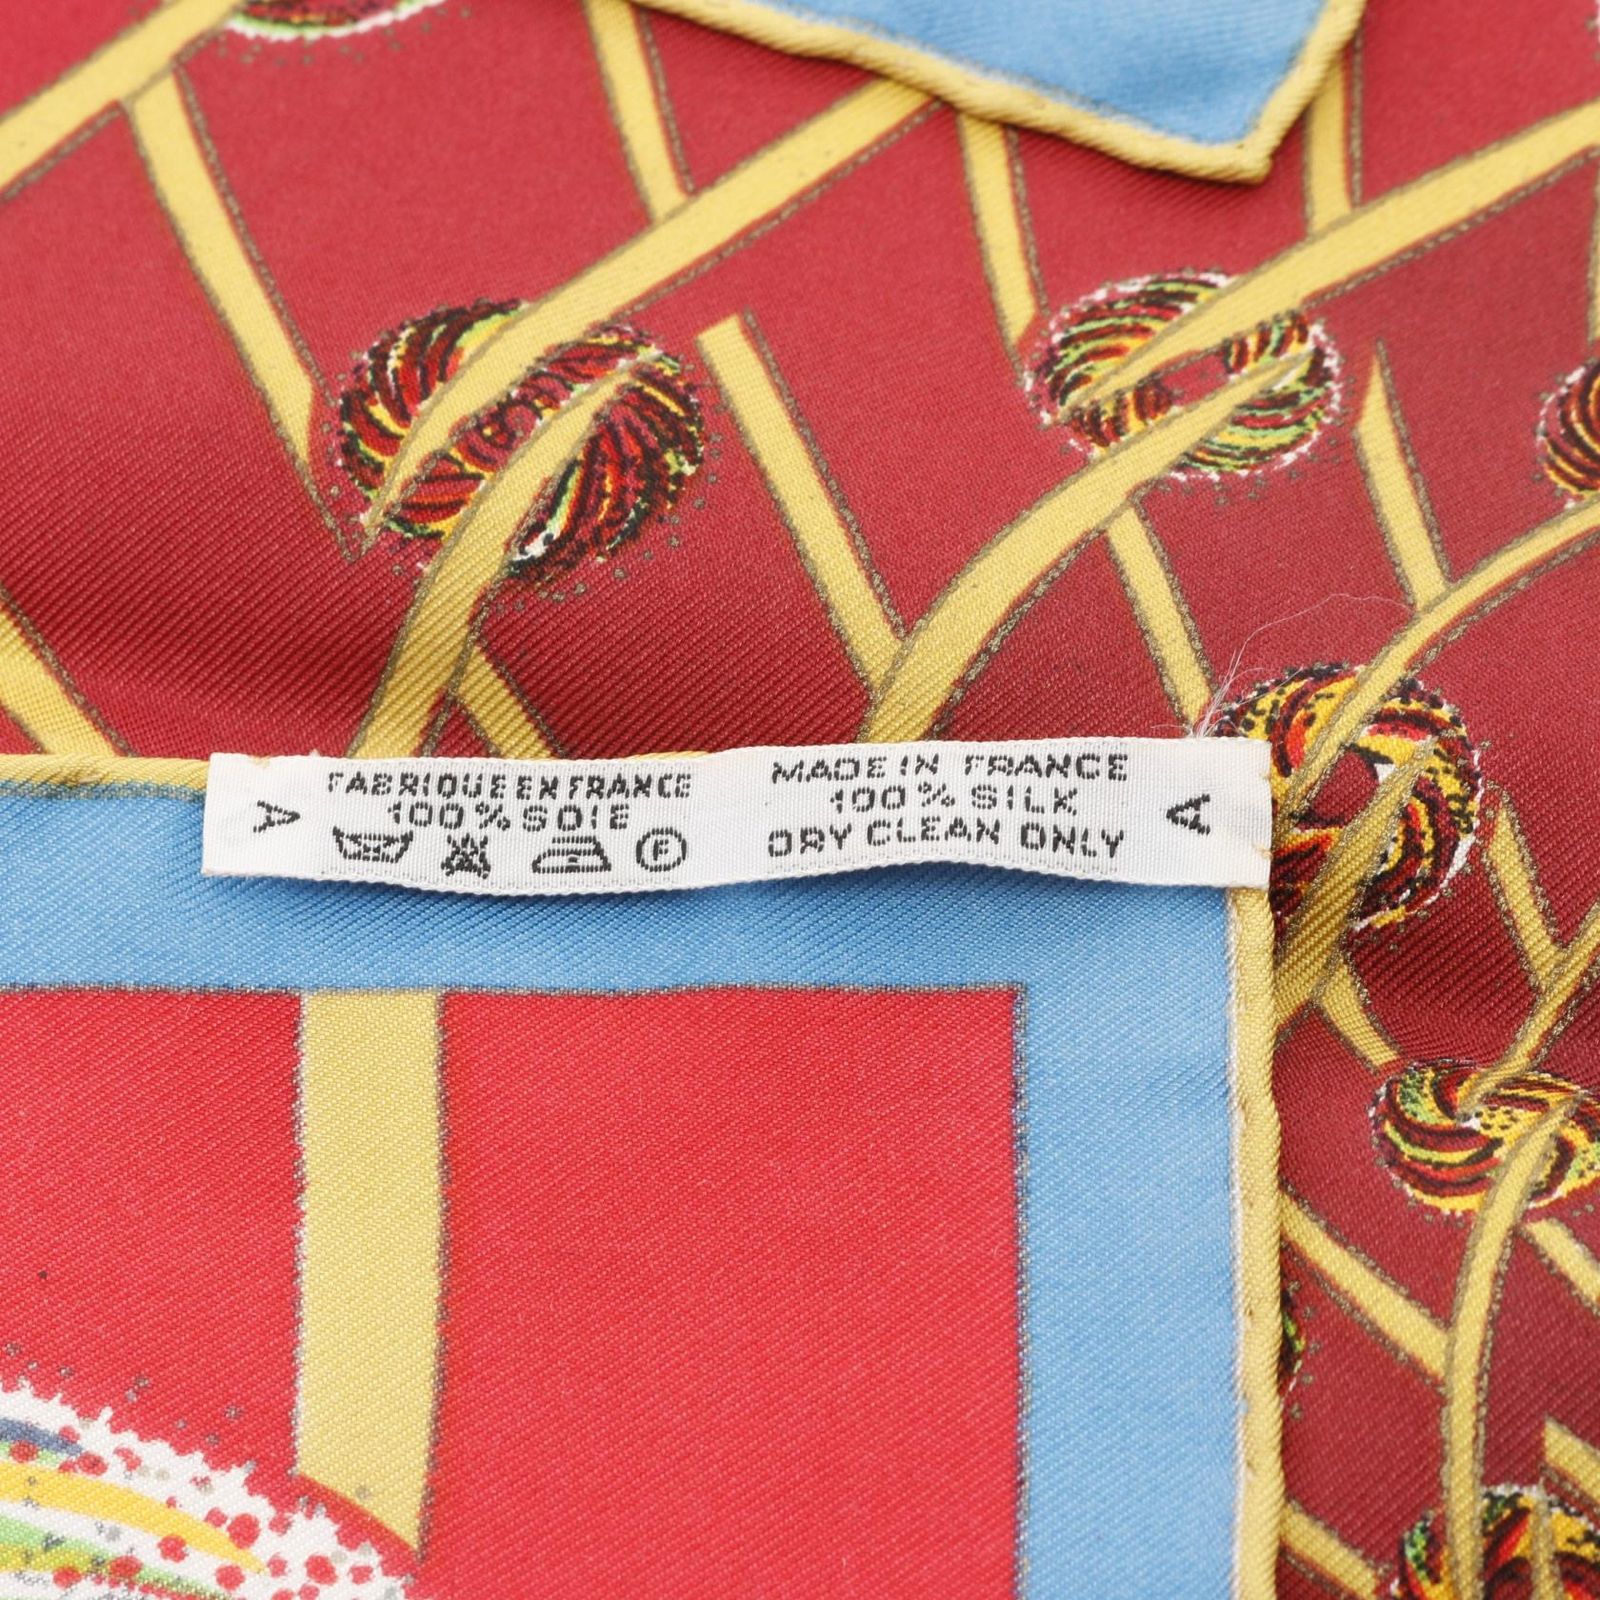 A
FABRIQUE EN FRANCE
100% SOIE
F
MADE IN FRANCE
100% SILK
DRY CLEAN ONLY
A